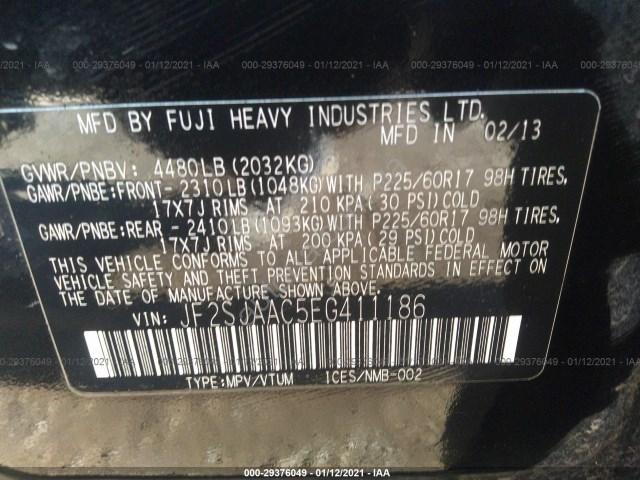 000-29376049 - 01/12/2021 - IAA
MFD BY FUJI HEAVY INDUSTRIES LTD.
MFD IN 02/13
GVWR/PNBV: 4480LB (2032KG)
GAWR/PNBE:FRONT- 2310LB(1048KG)WITH P225/60R17 98H TIRES,
17X7J RIMS AT 210 KPA( 30 PSI)COLD
GAWR/PNBE:REAR - 2410LB(1093KG)WITH P225/60R17 98H TIRES,
17X7J RIMS AT 200 KPA (29 PSI)COLD
THIS VEHICLE CONFORMS TO ALL APPLICABLE FEDERAL MOTOR
VEHICLE SAFETY AND THEFT PREVENTION STANDARDS IN EFFECT ON
THE DATE OF MANUFACTURE SHOWN ABOVE.
VIN: JF2SJAAC5EG411186
TYPE:MPV/VTUM ICES/NMB-002
000-29376049 - 01/12/2021 - IAA